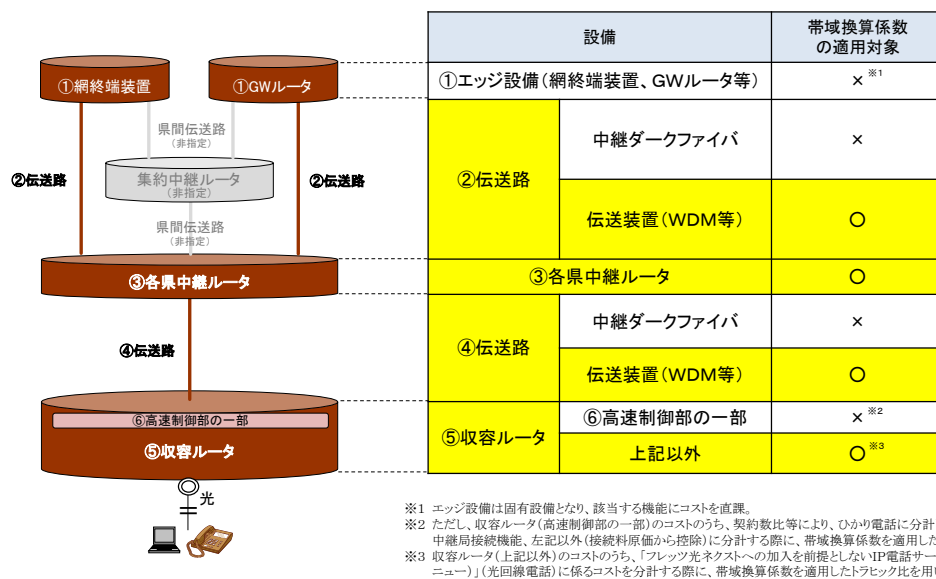 ①網終端装置
①GWルータ
県間伝送路
(非指定)
②伝送路
集約中継ルータ
(非指定)
②伝送路
県間伝送路
(非指定)
③各県中継ルータ
④伝送路
⑥高速制御部の一部
⑤収容ルータ
光
設備
帯域換算係数
の適用対象
①エッジ設備(網終端装置、GWルータ等)
×※1
②伝送路
中継ダークファイバ
×
伝送装置(WDM等)
○
③各県中継ルータ
○
④伝送路
中継ダークファイバ
×
伝送装置(WDM等)
○
⑤収容ルータ
⑥高速制御部の一部
×※2
上記以外
○※3
※1 エッジ設備は固有設備となり、該当する機能にコストを直課。
※2 ただし、収容ルータ(高速制御部の一部)のコストのうち、契約数比等により、ひかり電話に分計
中継局接続機能、左記以外(接続料原価から控除)に分計する際に、帯域換算係数を適用した
※3 収容ルータ(上記以外)のコストのうち、「フレッツ光ネクストへの加入を前提としないIP電話サー
ニュー)」(光回線電話)に係るコストを分計する際に、帯域換算係数を適用したトラヒック比を用い